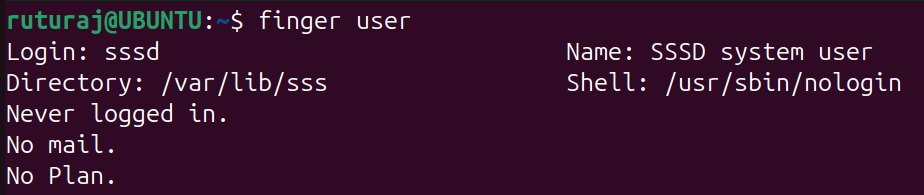 ruturaj@UBUNTU:~$ finger user
Login: sssd Name: SSSD system user
Directory: /var/lib/sss Shell: /usr/sbin/nologin
Never logged in.
No mail.
No Plan.